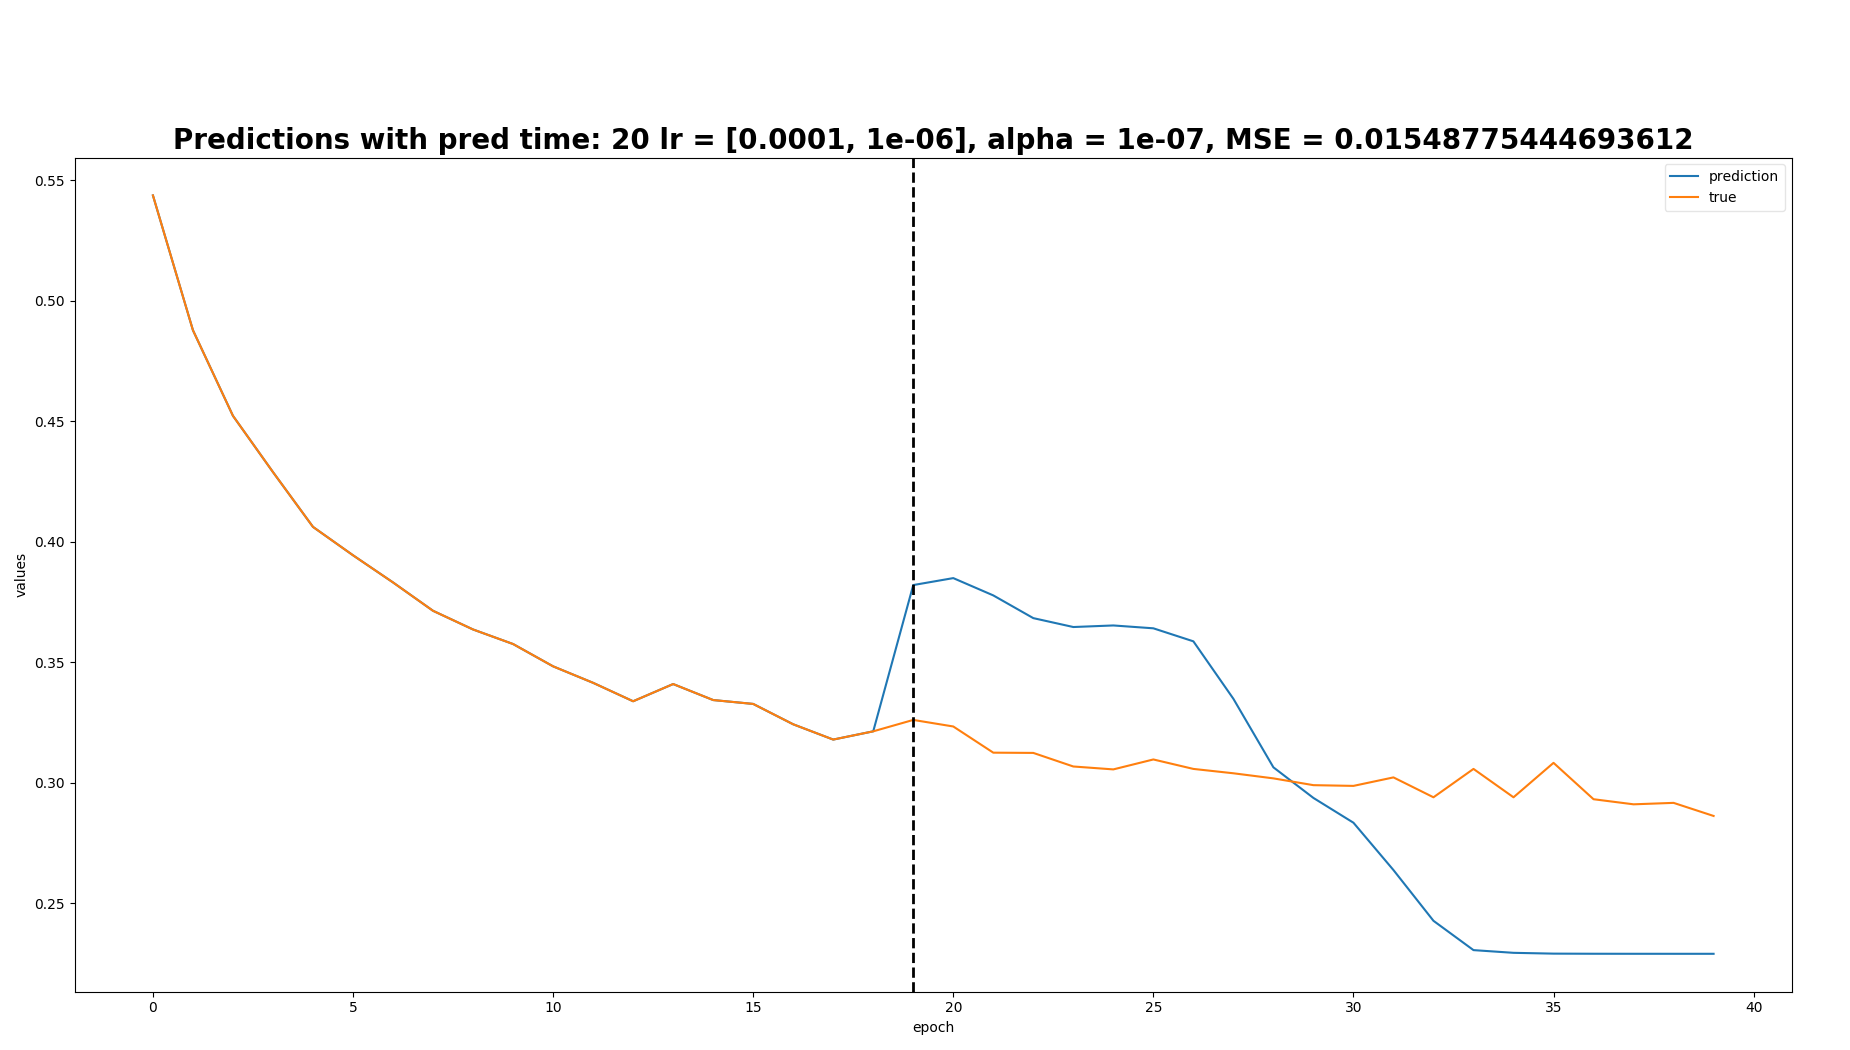 Predictions with pred time: 20 lr = [0.0001, 1e-06], alpha = 1e-07, MSE = 0.01548775444693612
prediction
true
0.55
0.50
0.45
0.40
0.35
0.30
0.25
values
0 5 10 15 20 25 30 35 40
epoch